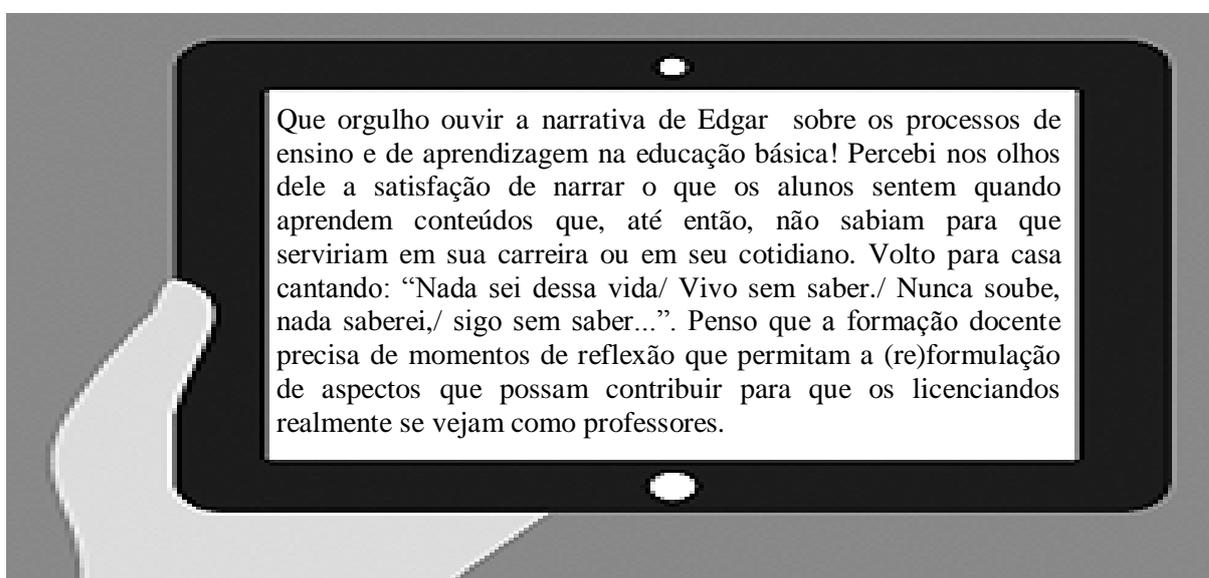 Que orgulho ouvir a narrativa de Edgar  sobre os processos de
ensino e de aprendizagem na educação básica! Percebi nos olhos
dele a satisfação de narrar o que os alunos sentem quando
aprendem conteúdos que, até então, não sabiam para que
serviriam em sua carreira ou em seu cotidiano. Volto para casa
cantando: “Nada sei dessa vida/ Vivo sem saber./ Nunca soube,
nada saberei,/ sigo sem saber...”. Penso que a formação docente
precisa de momentos de reflexão que permitam a (re)formulação
de aspectos que possam contribuir para que os licenciandos
realmente se vejam como professores.